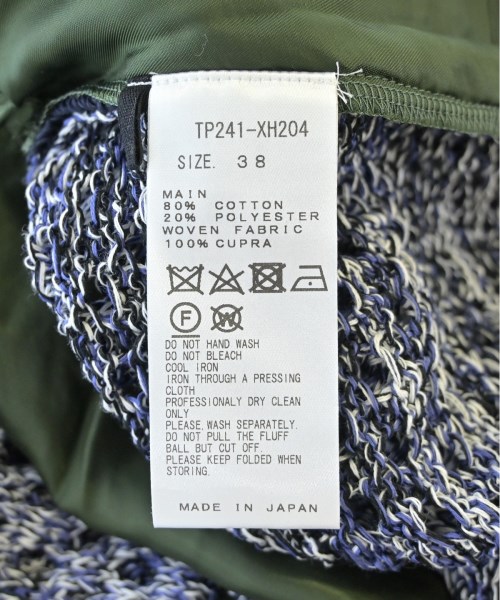 TP241-XH204
SIZE. 38
MAIN
80% COTTON
20% POLYESTER
WOVEN FABRIC
100% CUPRA
F W
DO NOT HAND WASH
DO NOT BLEACH
COOL IRON
IRON THROUGH A PRESSING
CLOTH
PROFESSIONALY DRY CLEAN
ONLY
PLEASE.WASH SEPARATELY.
DO NOT PULL THE FLUFF
BALL BUT CUT OFF.
PLEASE KEEP FOLDED WHEN
STORING.
MADE IN JAPAN